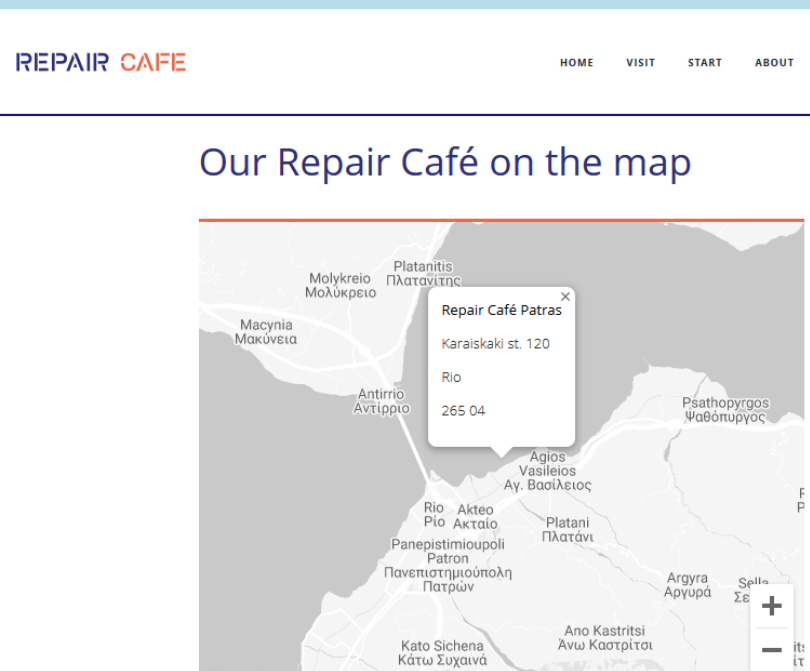 REPAIR CAFE
HOME VISIT START ABOUT
Our Repair Café on the map
Platanitis
Πλατανίτης
Molykreio
Μολύκρειο
Macynia
Μακύνεια
Repair Café Patras
Karaiskaki st. 120
Rio
265 04
Antirrio
Αντίρριο
Psathopyrgos
Ψαθόπυργος
Agios
Vasileios
Αγ. Βασίλειος
Rio
Ρίο
Akteo
Ακταίο
Platani
Πλατάνι
Panepistimioupoli
Patron
Πανεπιστημιούπολη
Πατρών
Argyra
Αργυρά
Sella
Ano Kastritsi
Άνω Καστρίτσι
Kato Sichena
Κάτω Συχαινά